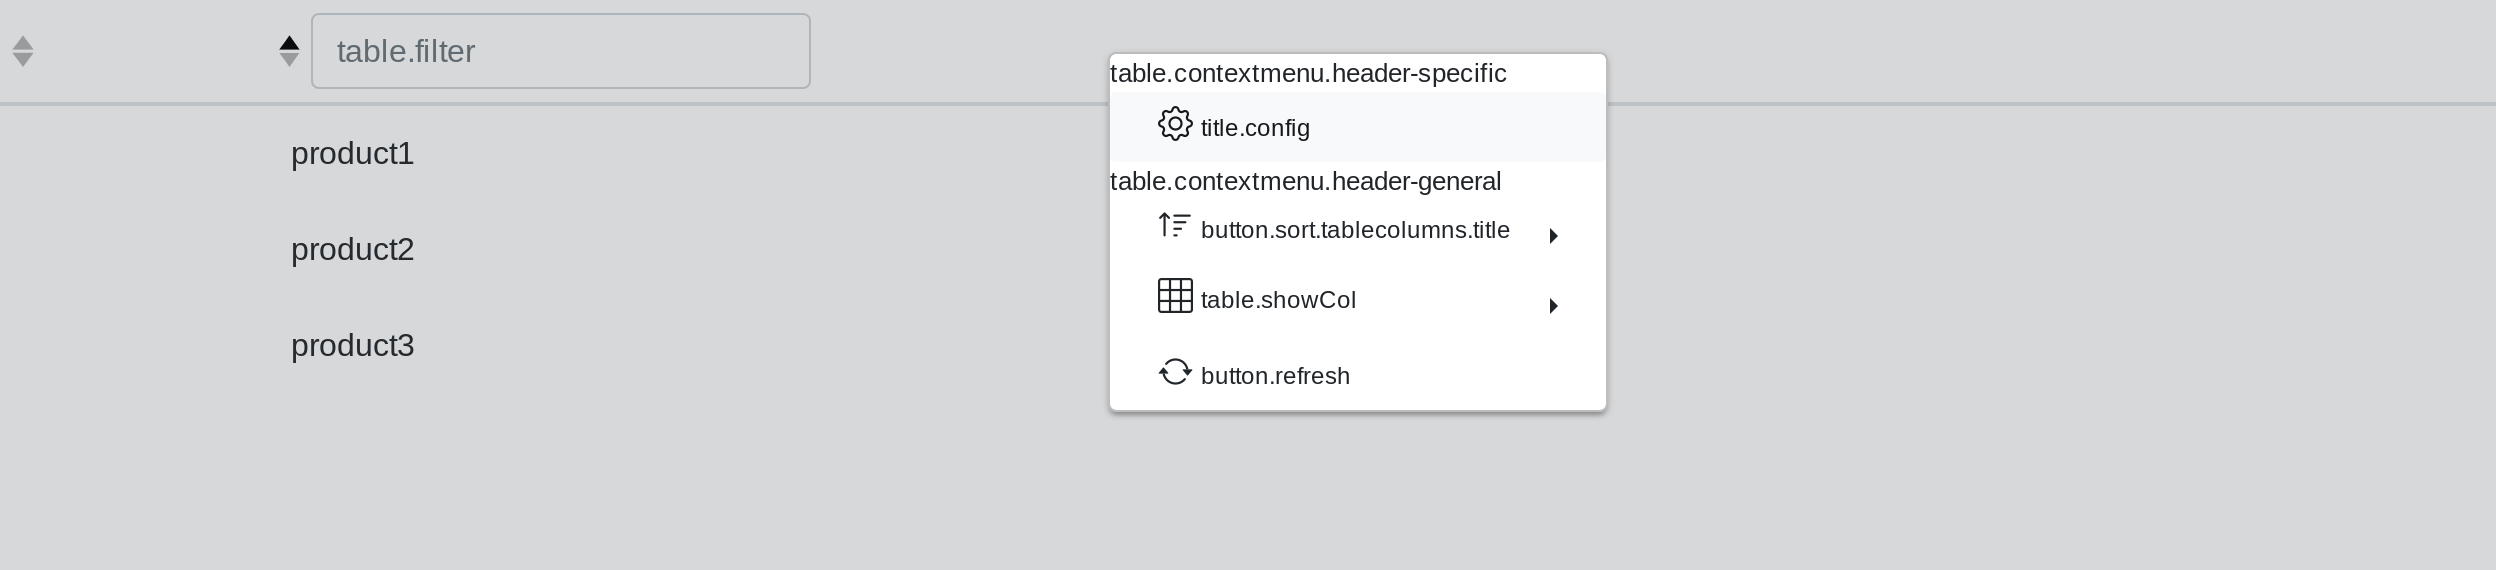 table.filter
table.contextmenu.header-specific
title.config
product1
table.contextmenu.header-general
button.sort.tablecolumns.title
product2
table.showCol
product3
button.refresh